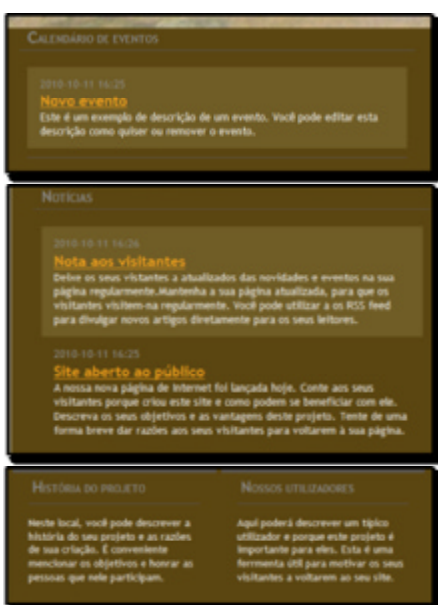 Calendário de eventos
2010-10-11 16:25
Novo evento
Este é um exemplo de descrição de um evento. Você pode editar esta
descrição como quiser ou remover o evento.
Notícias
2010-10-11 16:26
Nota aos visitantes
Deixe os seus vistantes a atualizados das novidades e eventos na sua
página regularmente.Mantenha a sua página atualizada, para que os
visitantes visitem-na regularmente. Você pode utilizar a os RSS feed
para divulgar novos artigos diretamente para os seus leitores.
2010-10-11 16:25
Site aberto ao público
A nossa nova página de Internet foi lançada hoje. Conte aos seus
visitantes porque criou este site e como podem se beneficiar com ele.
Descreva os seus objetivos e as vantagens deste projeto. Tente de uma
forma breve dar razões aos seus visitantes para voltarem à sua página.
História do projeto
Neste local, você pode descrever a
história do seu projeto e as razões
de sua criação. É conveniente
mencionar os objetivos e honrar as
pessoas que nele participam.
Nossos utilizadores
Aqui poderá descrever um típico
utilizador e porque este projeto é
importante para eles. Esta é uma
ferrmenta útil para motivar os seus
visitantes a voltarem ao seu site.